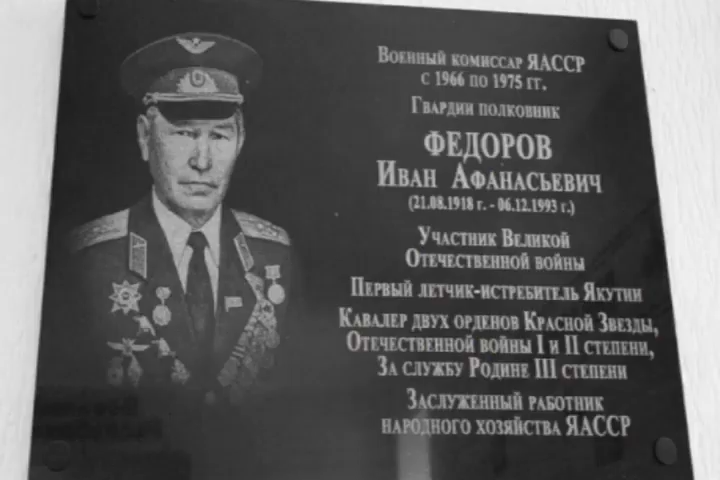 Военный комиссар ЯАССР
с 1966 по 1975 гг.
Гвардии полковник
ФЕДОРОВ
Иван Афанасьевич
(21.08.1918 г. - 06.12.1993 г.)
Участник Великой
Отечественной войны
Первый летчик-истребитель Якутии
Кавалер двух орденов Красной Звезды,
Отечественной войны I и II степени,
За службу Родине III степени
Заслуженный работник
народного хозяйства ЯАССР